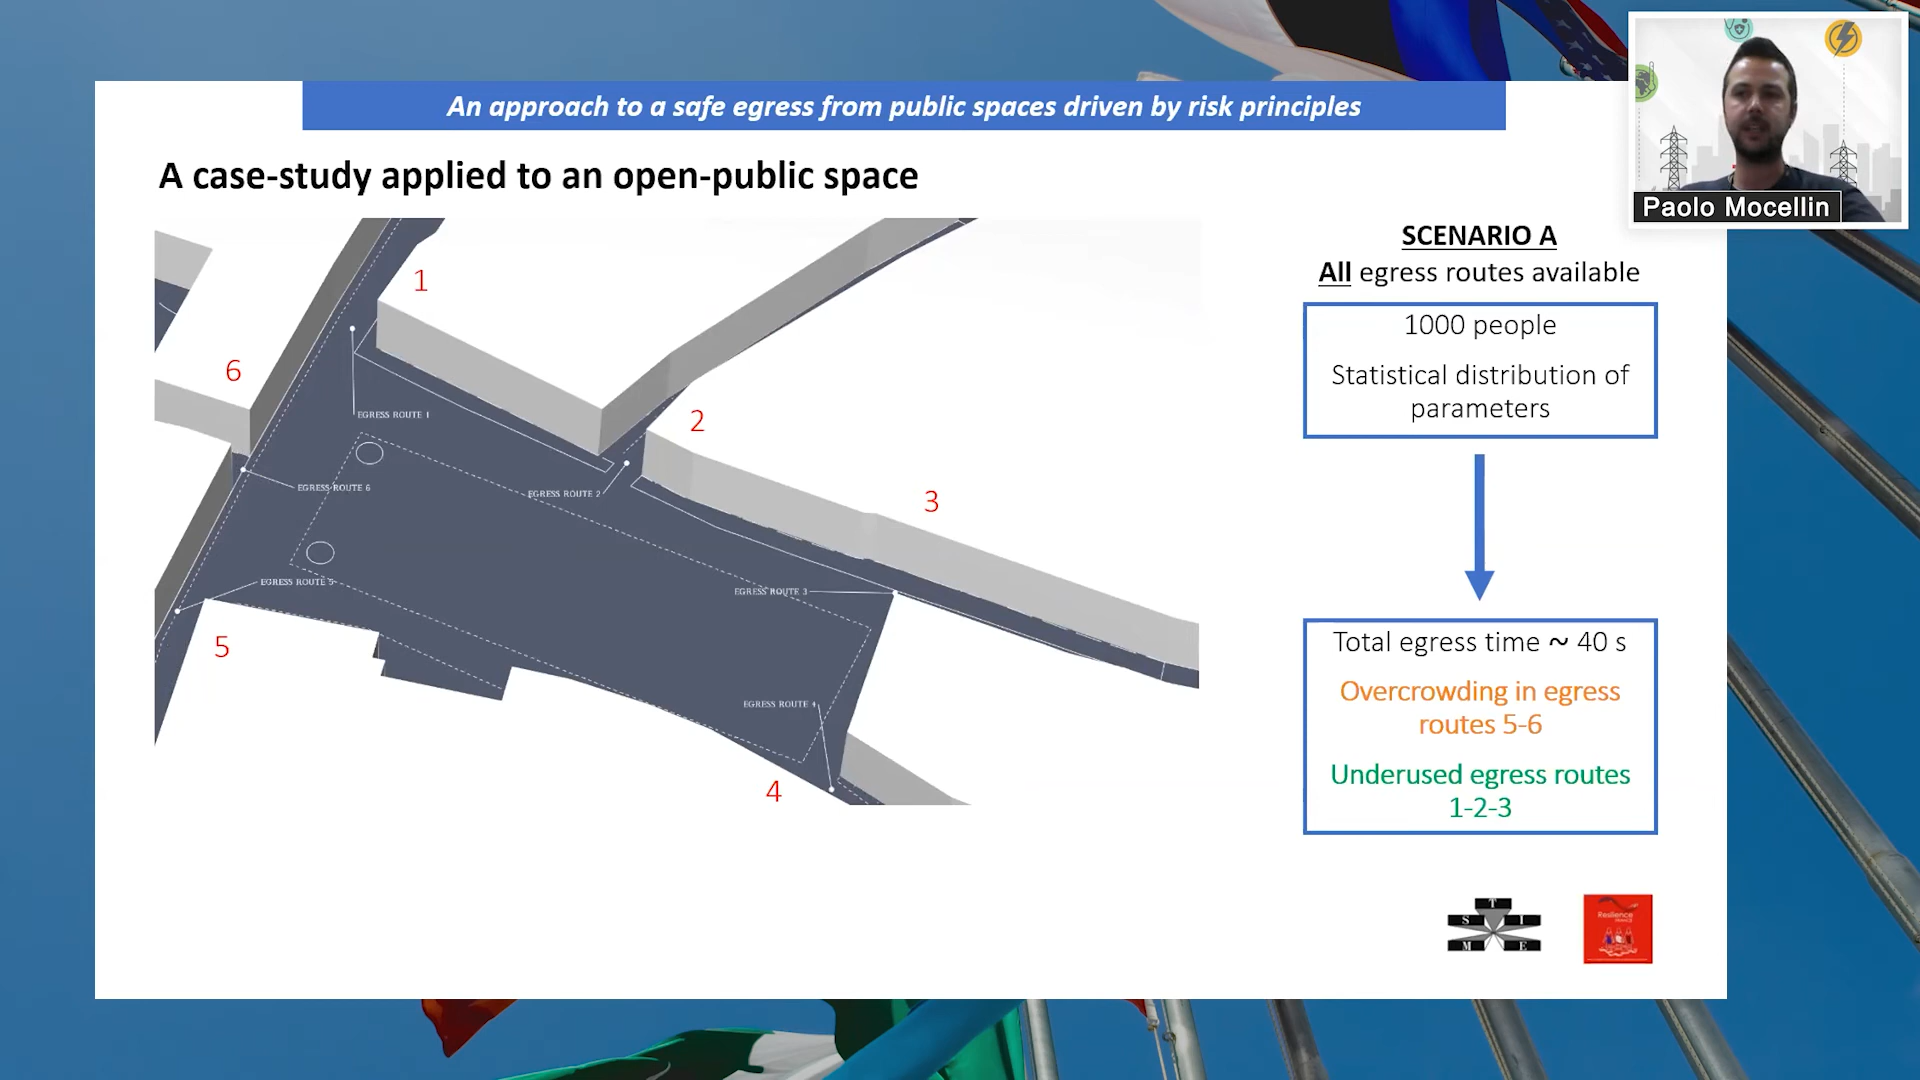 An approach to a safe egress from public spaces driven by risk principles
Paolo Mocellin
A case-study applied to an open-public space
SCENARIO A
All egress routes available
1000 people
Statistical distribution of
parameters
Total egress time ~ 40 s
Overcrowding in egress
routes 5-6
Underused egress routes
1-2-3
1
6
2
3
5
4
EGRESS ROUTE 1
EGRESS ROUTE 6
EGRESS ROUTE 2
EGRESS ROUTE 5
EGRESS ROUTE 3
EGRESS ROUTE 4
T
S I
M E
Resilience